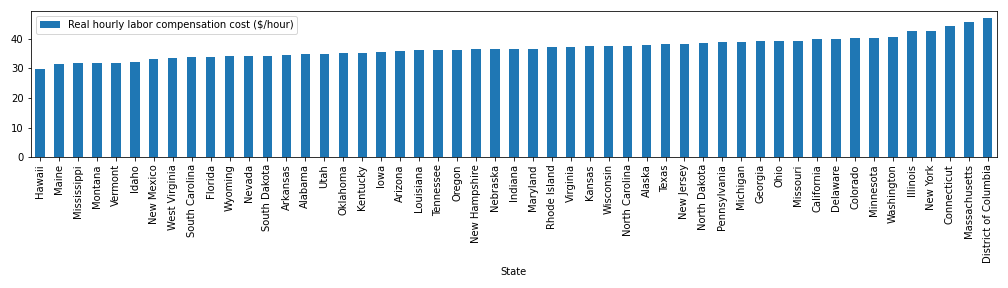 Real hourly labor compensation cost ($/hour)
40
30
20
10
0
Hawaii
Maine
Mississippi
Montana
Vermont
Idaho
New Mexico
West Virginia
South Carolina
Florida
Wyoming
Nevada
South Dakota
Arkansas
Alabama
Utah
Oklahoma
Kentucky
Iowa
Arizona
Louisiana
Tennessee
Oregon
New Hampshire
Nebraska
Indiana
Maryland
Rhode Island
Virginia
Kansas
Wisconsin
North Carolina
Alaska
Texas
New Jersey
North Dakota
Pennsylvania
Michigan
Georgia
Ohio
Missouri
California
Delaware
Colorado
Minnesota
Washington
Illinois
New York
Connecticut
Massachusetts
District of Columbia
State